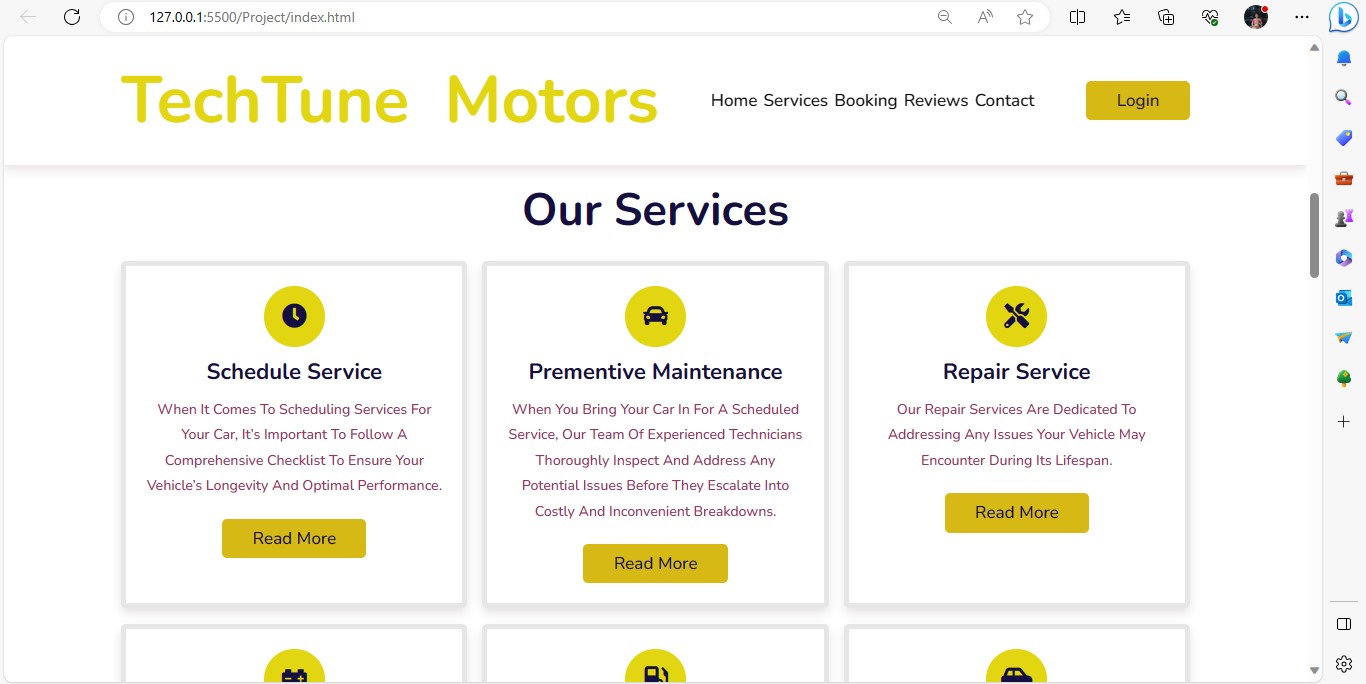 127.0.0.1:5500/Project/index.html
TechTune Motors
Home Services Booking Reviews Contact
Login
Our Services
Schedule Service
When It Comes To Scheduling Services For
Your Car, It’s Important To Follow A
Comprehensive Checklist To Ensure Your
Vehicle’s Longevity And Optimal Performance.
Read More
Prementive Maintenance
When You Bring Your Car In For A Scheduled
Service, Our Team Of Experienced Technicians
Thoroughly Inspect And Address Any
Potential Issues Before They Escalate Into
Costly And Inconvenient Breakdowns.
Read More
Repair Service
Our Repair Services Are Dedicated To
Addressing Any Issues Your Vehicle May
Encounter During Its Lifespan.
Read More